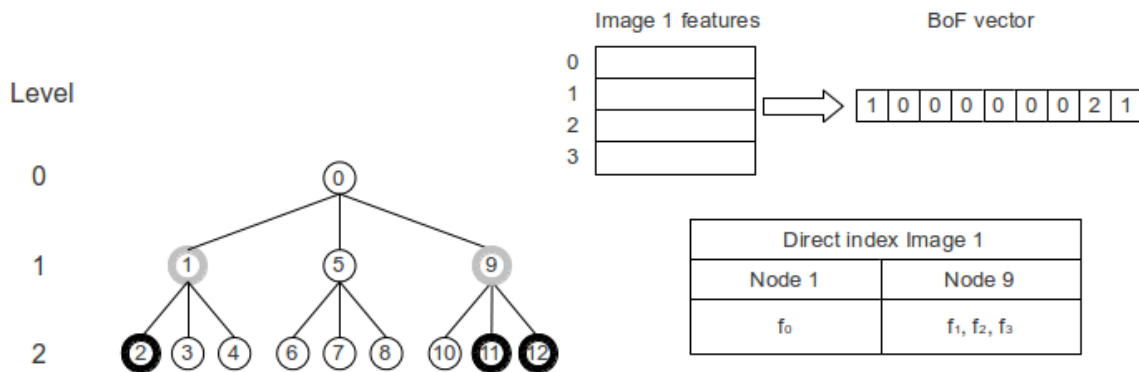 Image 1 features
BoF vector
0
1
2
3
1 0 0 0 0 0 0 2 1
Level
0
0
1
1 5 9
2
2 3 4 6 7 8 10 11 12
Direct index Image 1
Node 1 Node 9
f₀ f₁, f₂, f₃